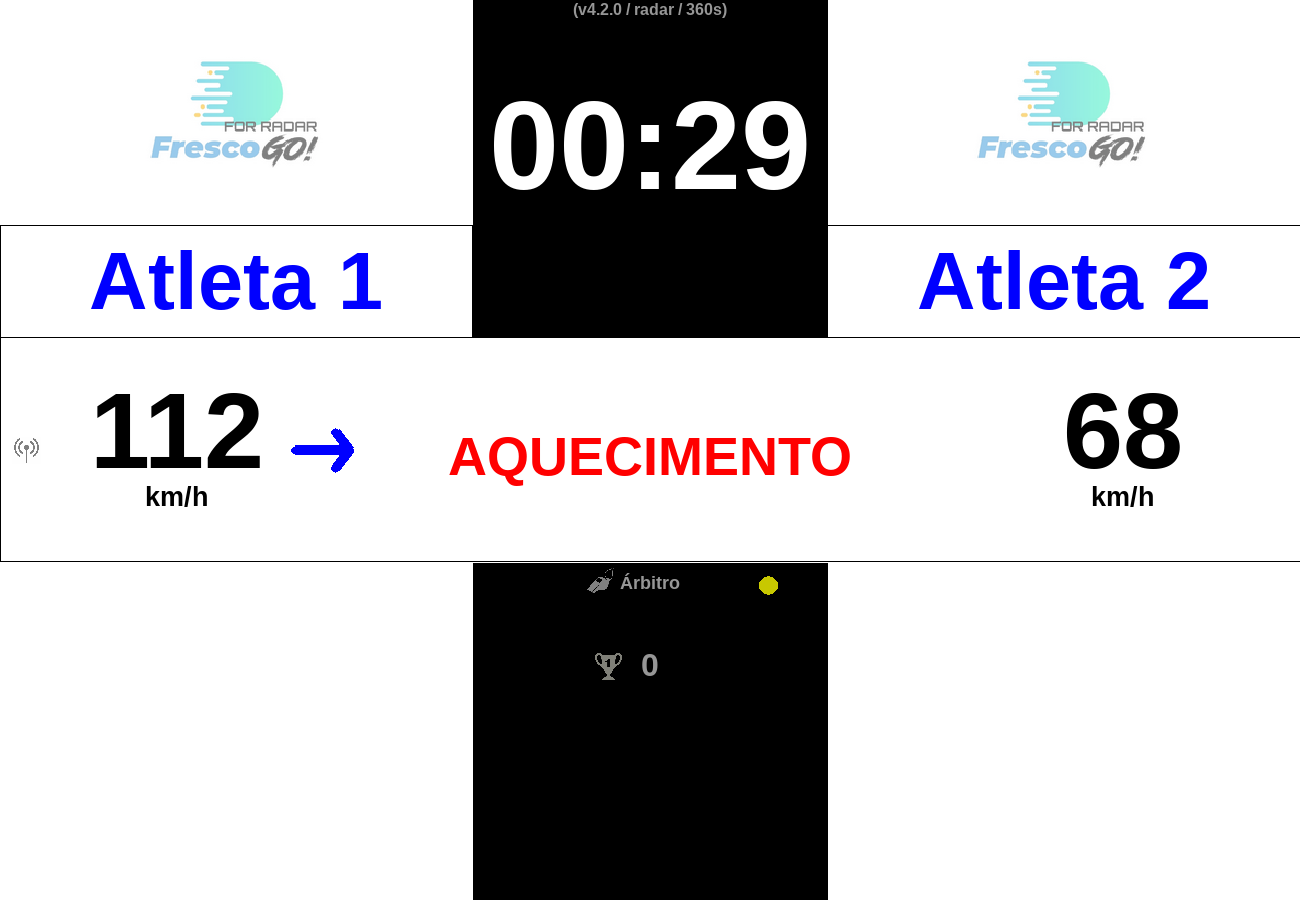 (v4.2.0 / radar / 360s)
FOR RADAR
FrescoGO!
00:29
FOR RADAR
FrescoGO!
Atleta 1
Atleta 2
112
km/h
AQUECIMENTO
68
km/h
Árbitro
1
0